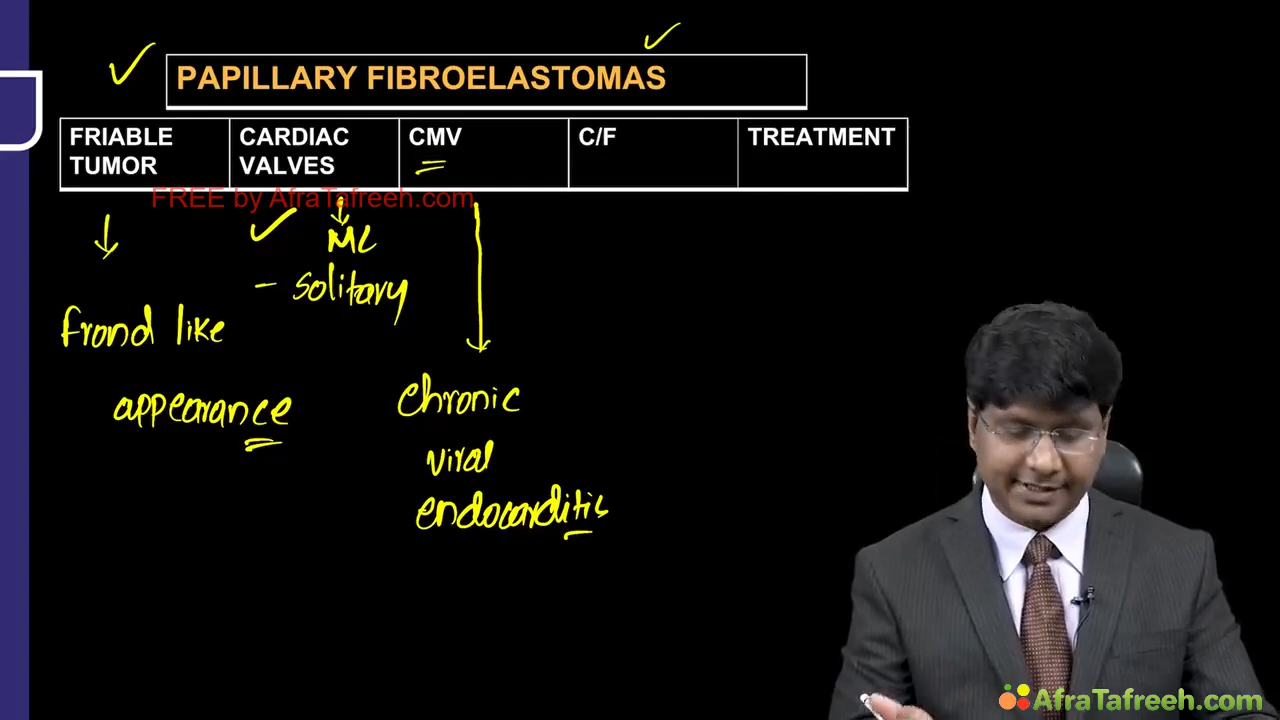 PAPILLARY FIBROELASTOMAS
FRIABLE TUMOR
CARDIAC VALVES
CMV
C/F
TREATMENT
FREE by AfraTafreeh.com
MC
- solitary
frond like
appearance
chronic
viral
endocarditis
AfraTafreeh.com